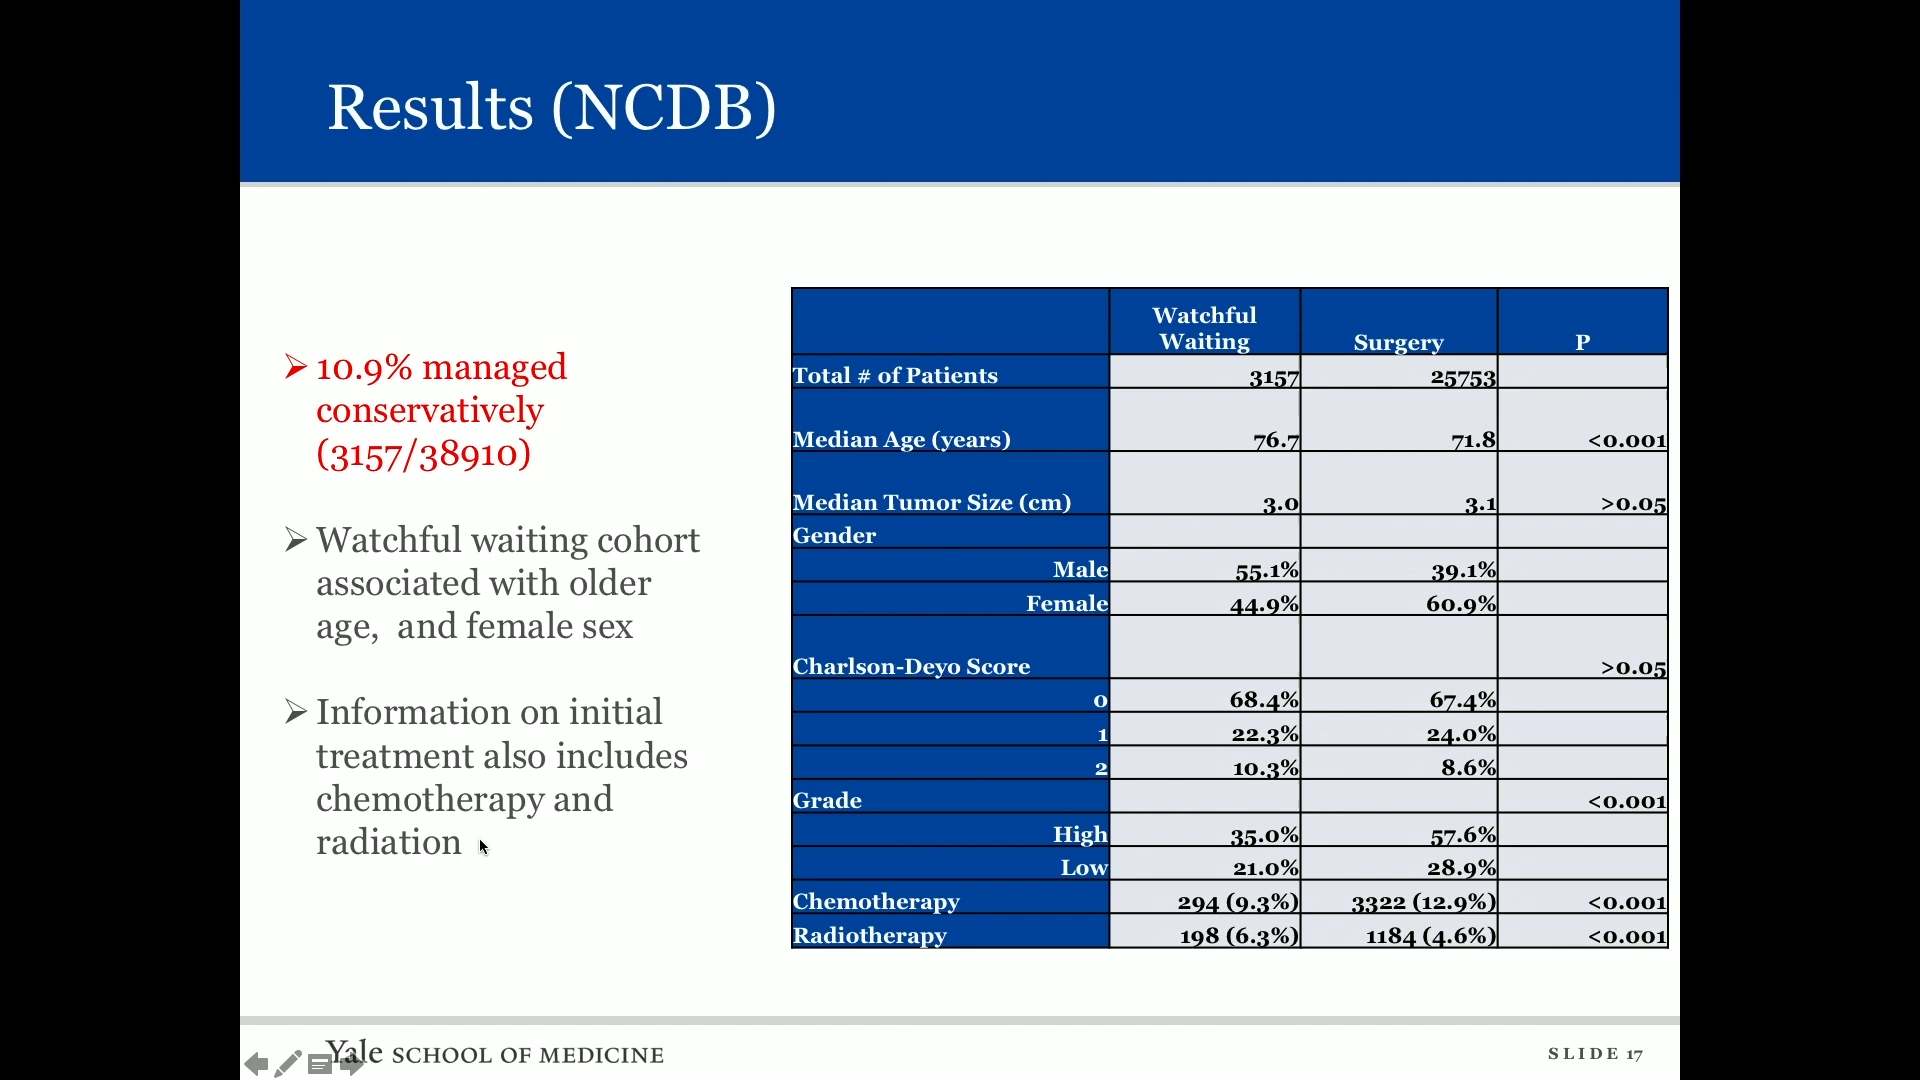 Results (NCDB)
➢ 10.9% managed
conservatively
(3157/38910)
➢ Watchful waiting cohort
associated with older
age,  and female sex
➢ Information on initial
treatment also includes
chemotherapy and
radiation
Watchful
Waiting Surgery P
Total # of Patients 3157 25753
Median Age (years) 76.7 71.8 <0.001
Median Tumor Size (cm) 3.0 3.1 >0.05
Gender
Male 55.1% 39.1%
Female 44.9% 60.9%
Charlson-Deyo Score >0.05
0 68.4% 67.4%
1 22.3% 24.0%
2 10.3% 8.6%
Grade <0.001
High 35.0% 57.6%
Low 21.0% 28.9%
Chemotherapy 294 (9.3%) 3322 (12.9%) <0.001
Radiotherapy 198 (6.3%) 1184 (4.6%) <0.001
Yale SCHOOL OF MEDICINE
SLIDE 17